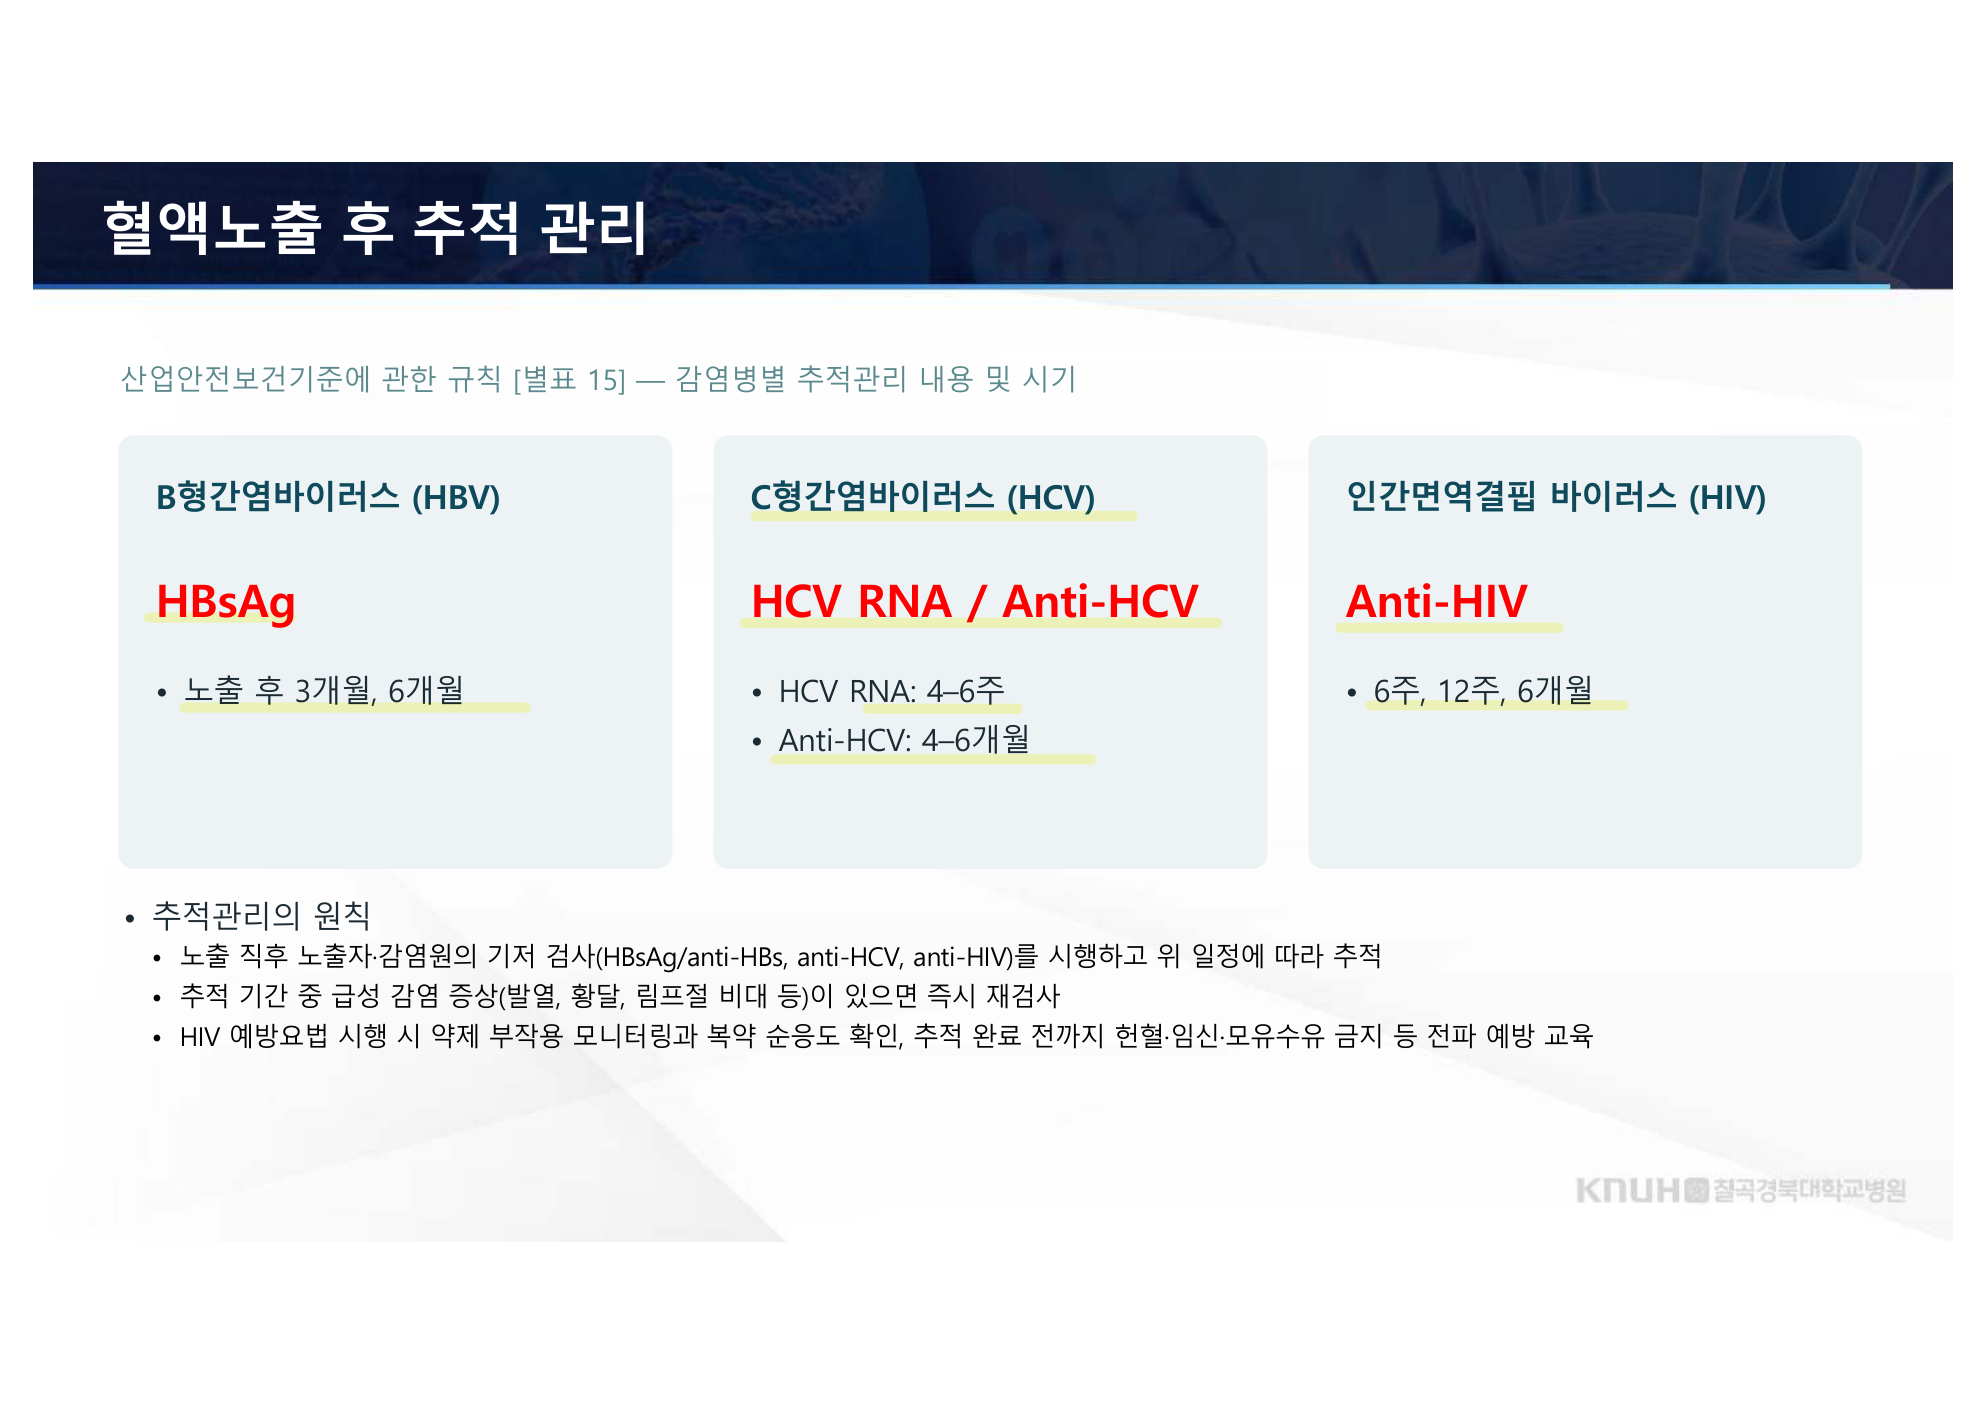 혈액노출 후 추적 관리
산업안전보건기준에 관한 규칙 [별표 15] — 감염병별 추적관리 내용 및 시기
B형간염바이러스 (HBV)
HBsAg
• 노출 후 3개월, 6개월
C형간염바이러스 (HCV)
HCV RNA / Anti-HCV
• HCV RNA: 4–6주
• Anti-HCV: 4–6개월
인간면역결핍 바이러스 (HIV)
Anti-HIV
• 6주, 12주, 6개월
• 추적관리의 원칙
• 노출 직후 노출자·감염원의 기저 검사(HBsAg/anti-HBs, anti-HCV, anti-HIV)를 시행하고 위 일정에 따라 추적
• 추적 기간 중 급성 감염 증상(발열, 황달, 림프절 비대 등)이 있으면 즉시 재검사
• HIV 예방요법 시행 시 약제 부작용 모니터링과 복약 순응도 확인, 추적 완료 전까지 헌혈·임신·모유수유 금지 등 전파 예방 교육
KNUH 칠곡경북대학교병원